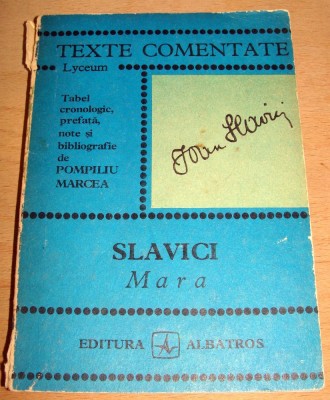 TEXTE COMENTATE
Lyceum
Tabel
cronologic,
prefață,
note și
bibliografie
de
POMPILIU
MARCEA
Ioan Slavici
SLAVICI
Mara
EDITURA ALBATROS